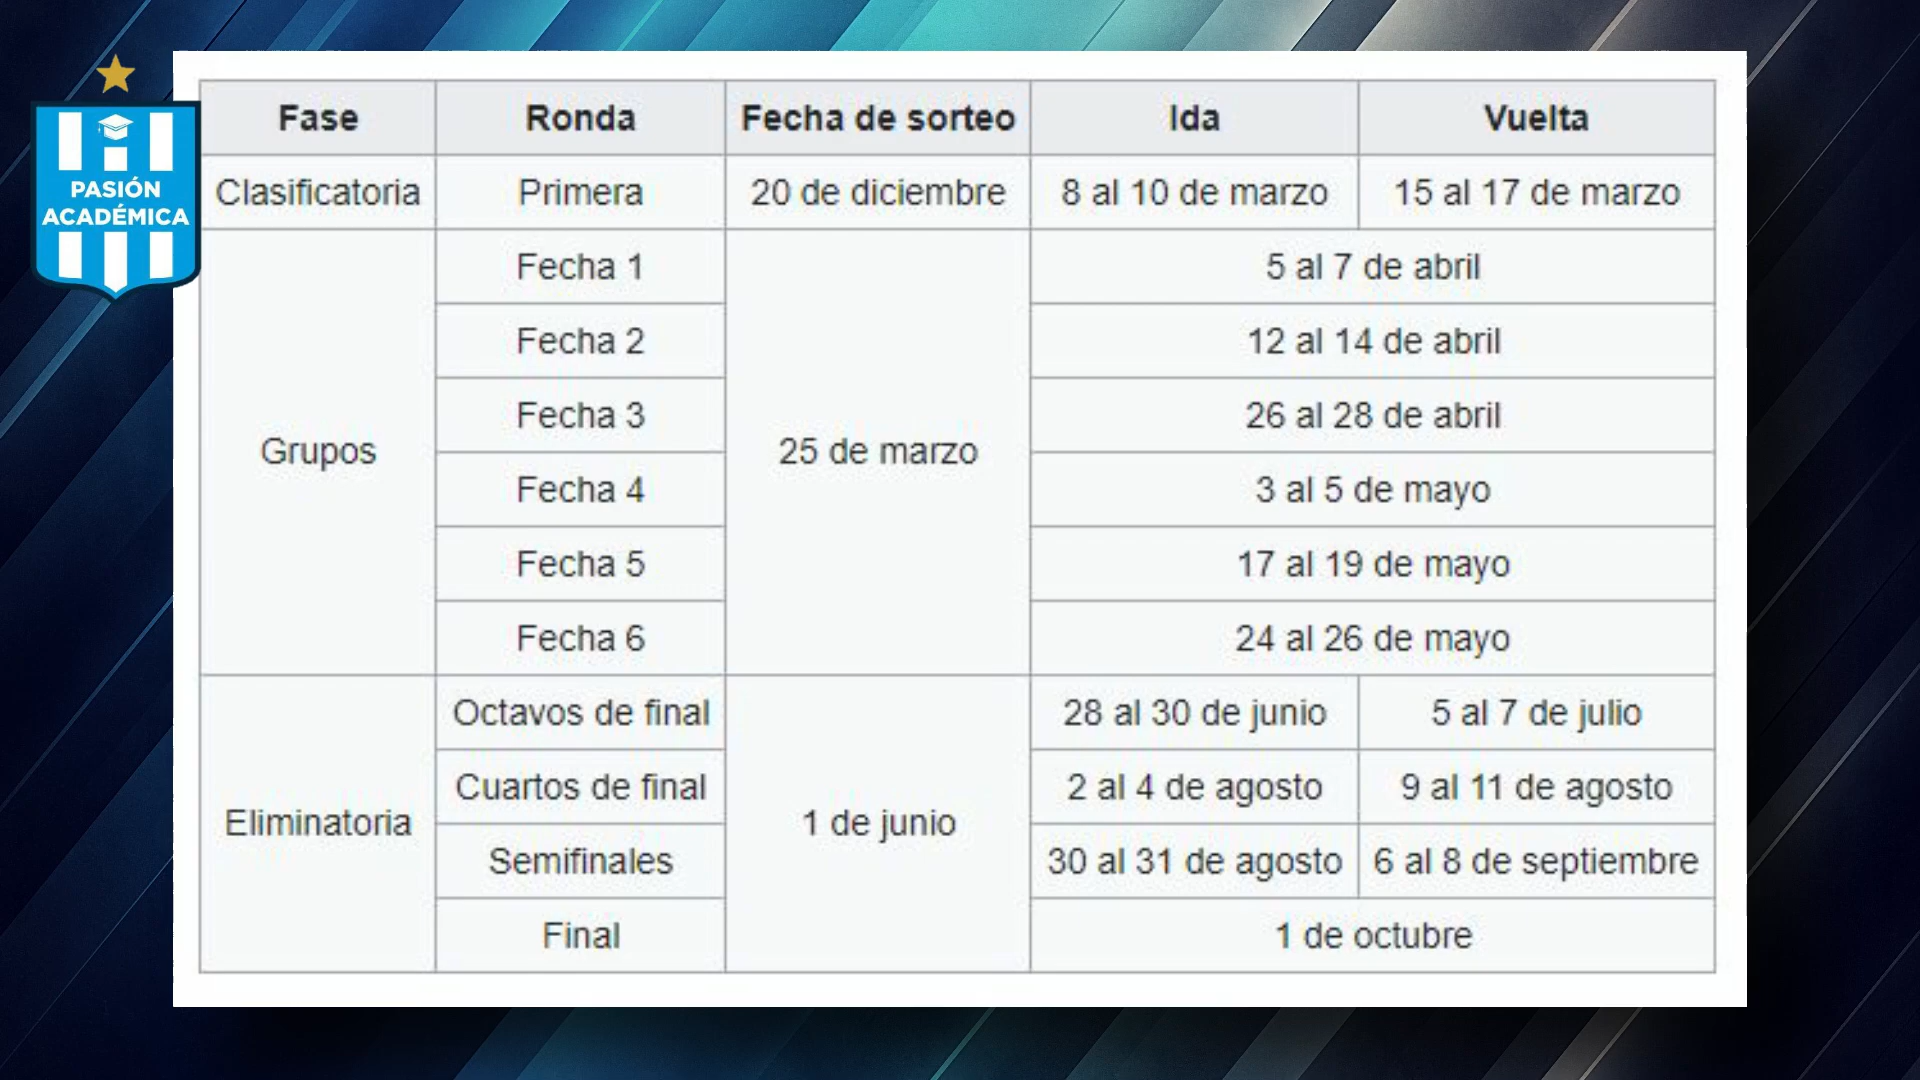 PASIÓN
ACADÉMICA
Fase Ronda Fecha de sorteo Ida Vuelta
Clasificatoria Primera 20 de diciembre 8 al 10 de marzo 15 al 17 de marzo
Grupos Fecha 1 25 de marzo 5 al 7 de abril
Fecha 2 12 al 14 de abril
Fecha 3 26 al 28 de abril
Fecha 4 3 al 5 de mayo
Fecha 5 17 al 19 de mayo
Fecha 6 24 al 26 de mayo
Eliminatoria Octavos de final 1 de junio 28 al 30 de junio 5 al 7 de julio
Cuartos de final 2 al 4 de agosto 9 al 11 de agosto
Semifinales 30 al 31 de agosto 6 al 8 de septiembre
Final 1 de octubre